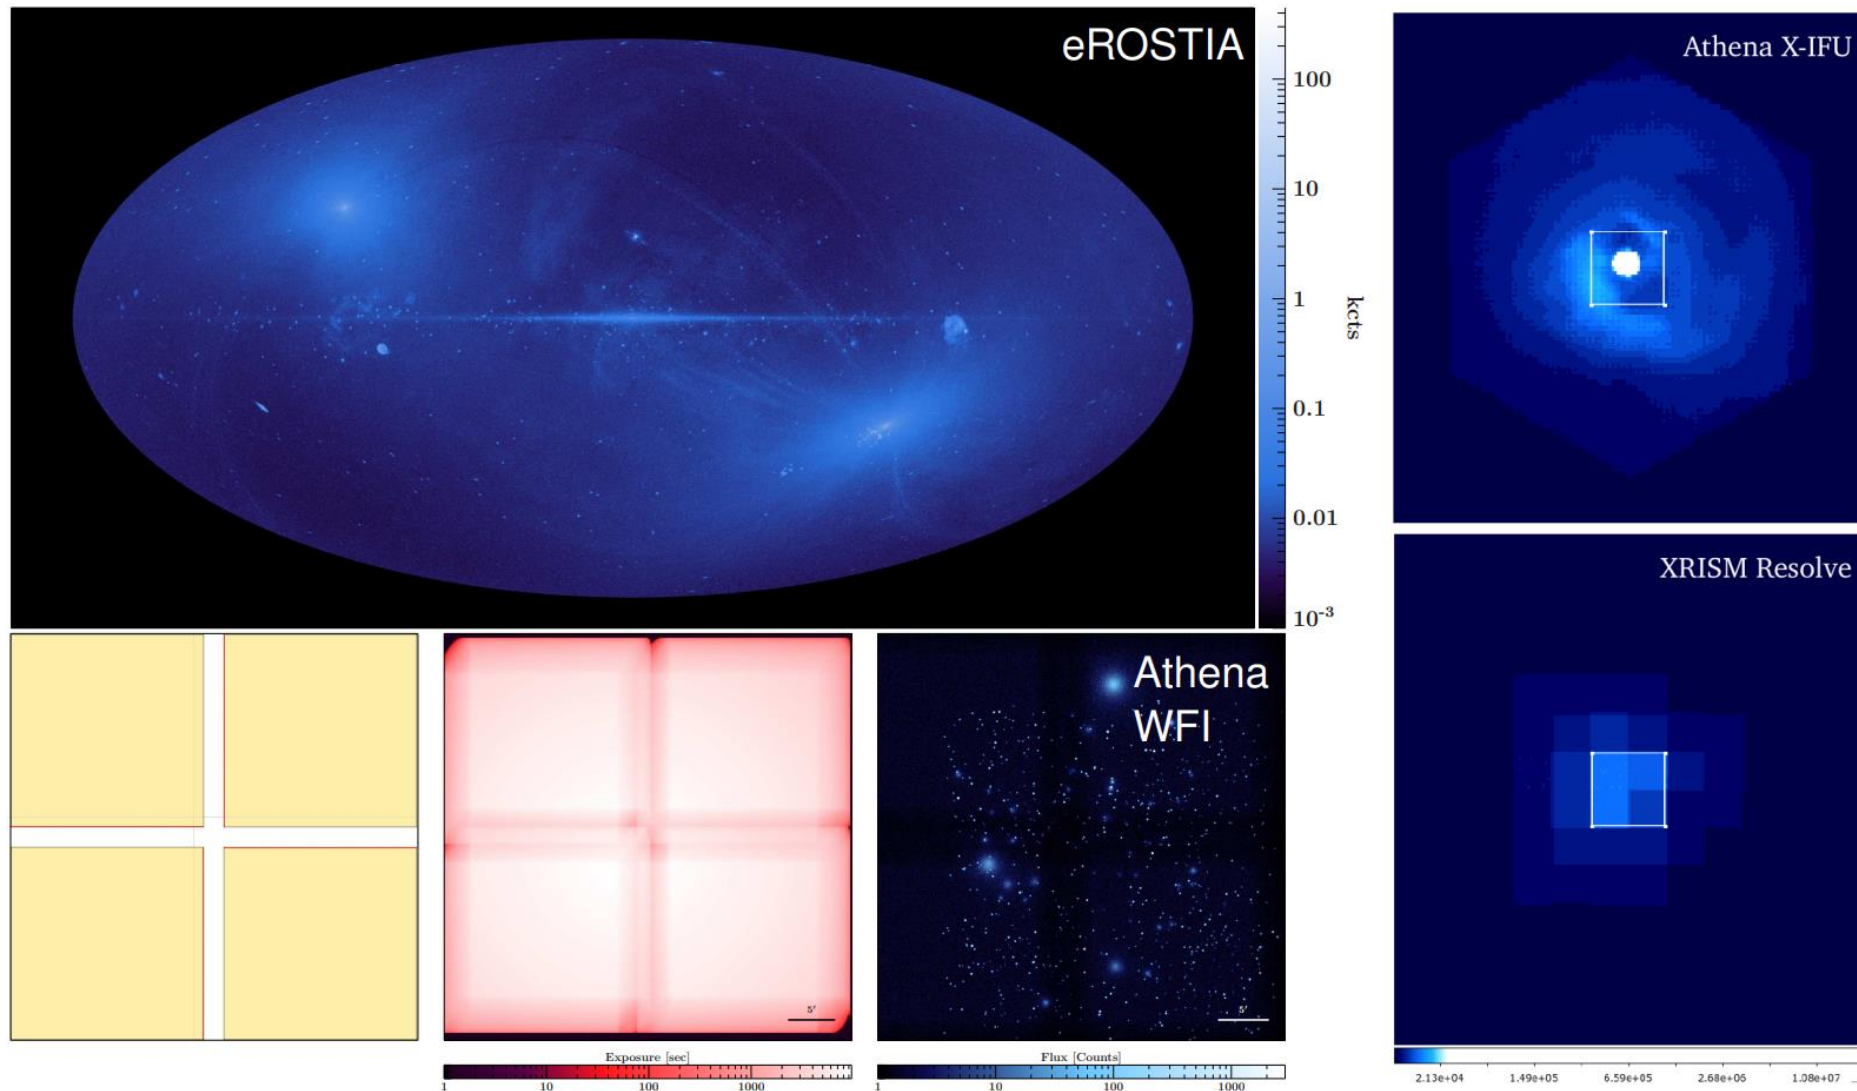 eROSTIA
100
10
1
0.1
0.01
10-3
kcts
Athena X-IFU
XRISM Resolve
Athena
WFI
5'
5'
Exposure [sec]
1 10 100 1000
Flux [Counts]
1 10 100 1000
2.13e+04 1.49e+05 6.59e+05 2.68e+06 1.08e+07